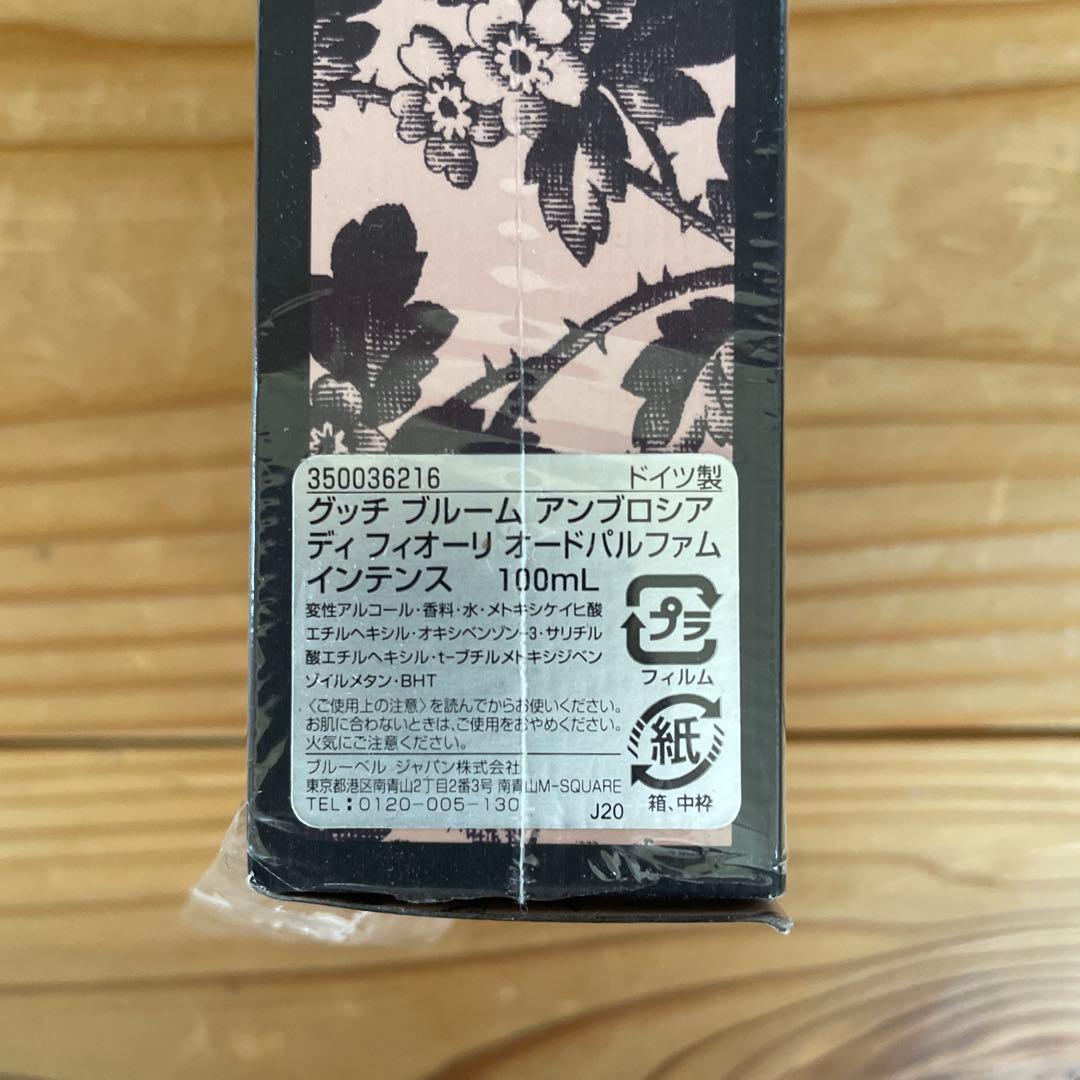 350036216 ドイツ製
グッチ ブルーム アンブロシア
ディ フィオーリ オードパルファム
インテンス 100mL
変性アルコール・香料・水・メトキシケイヒ酸
エチルヘキシル・オキシベンゾン-3・サリチル
酸エチルヘキシル・t-ブチルメトキシジベン
ゾイルメタン・BHT
プラ
フィルム
〈ご使用上の注意〉を読んでからお使いください。
お肌に合わないときは、ご使用をおやめください。
火気にご注意ください。
紙
箱、中枠
ブルーベル ジャパン株式会社
東京都港区南青山2丁目2番3号 南青山M-SQUARE
TEL:0120-005-130
J20